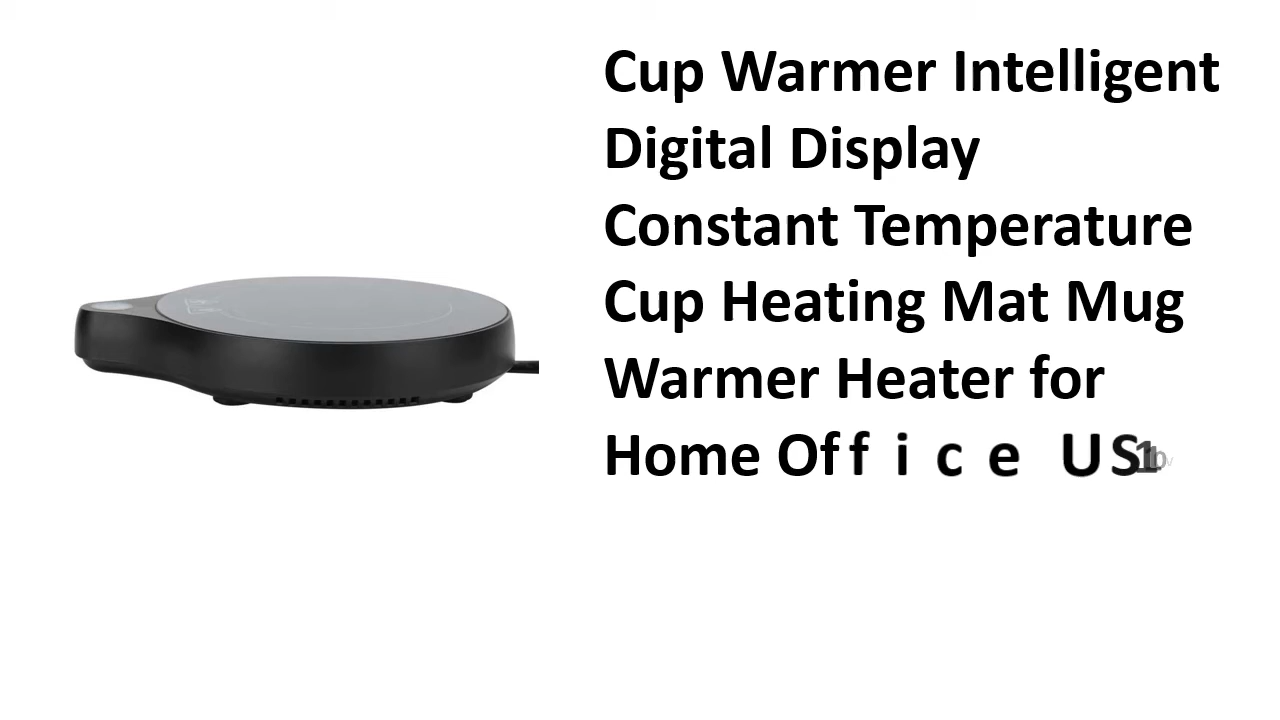 Cup Warmer Intelligent
Digital Display
Constant Temperature
Cup Heating Mat Mug
Warmer Heater for
Home Office US